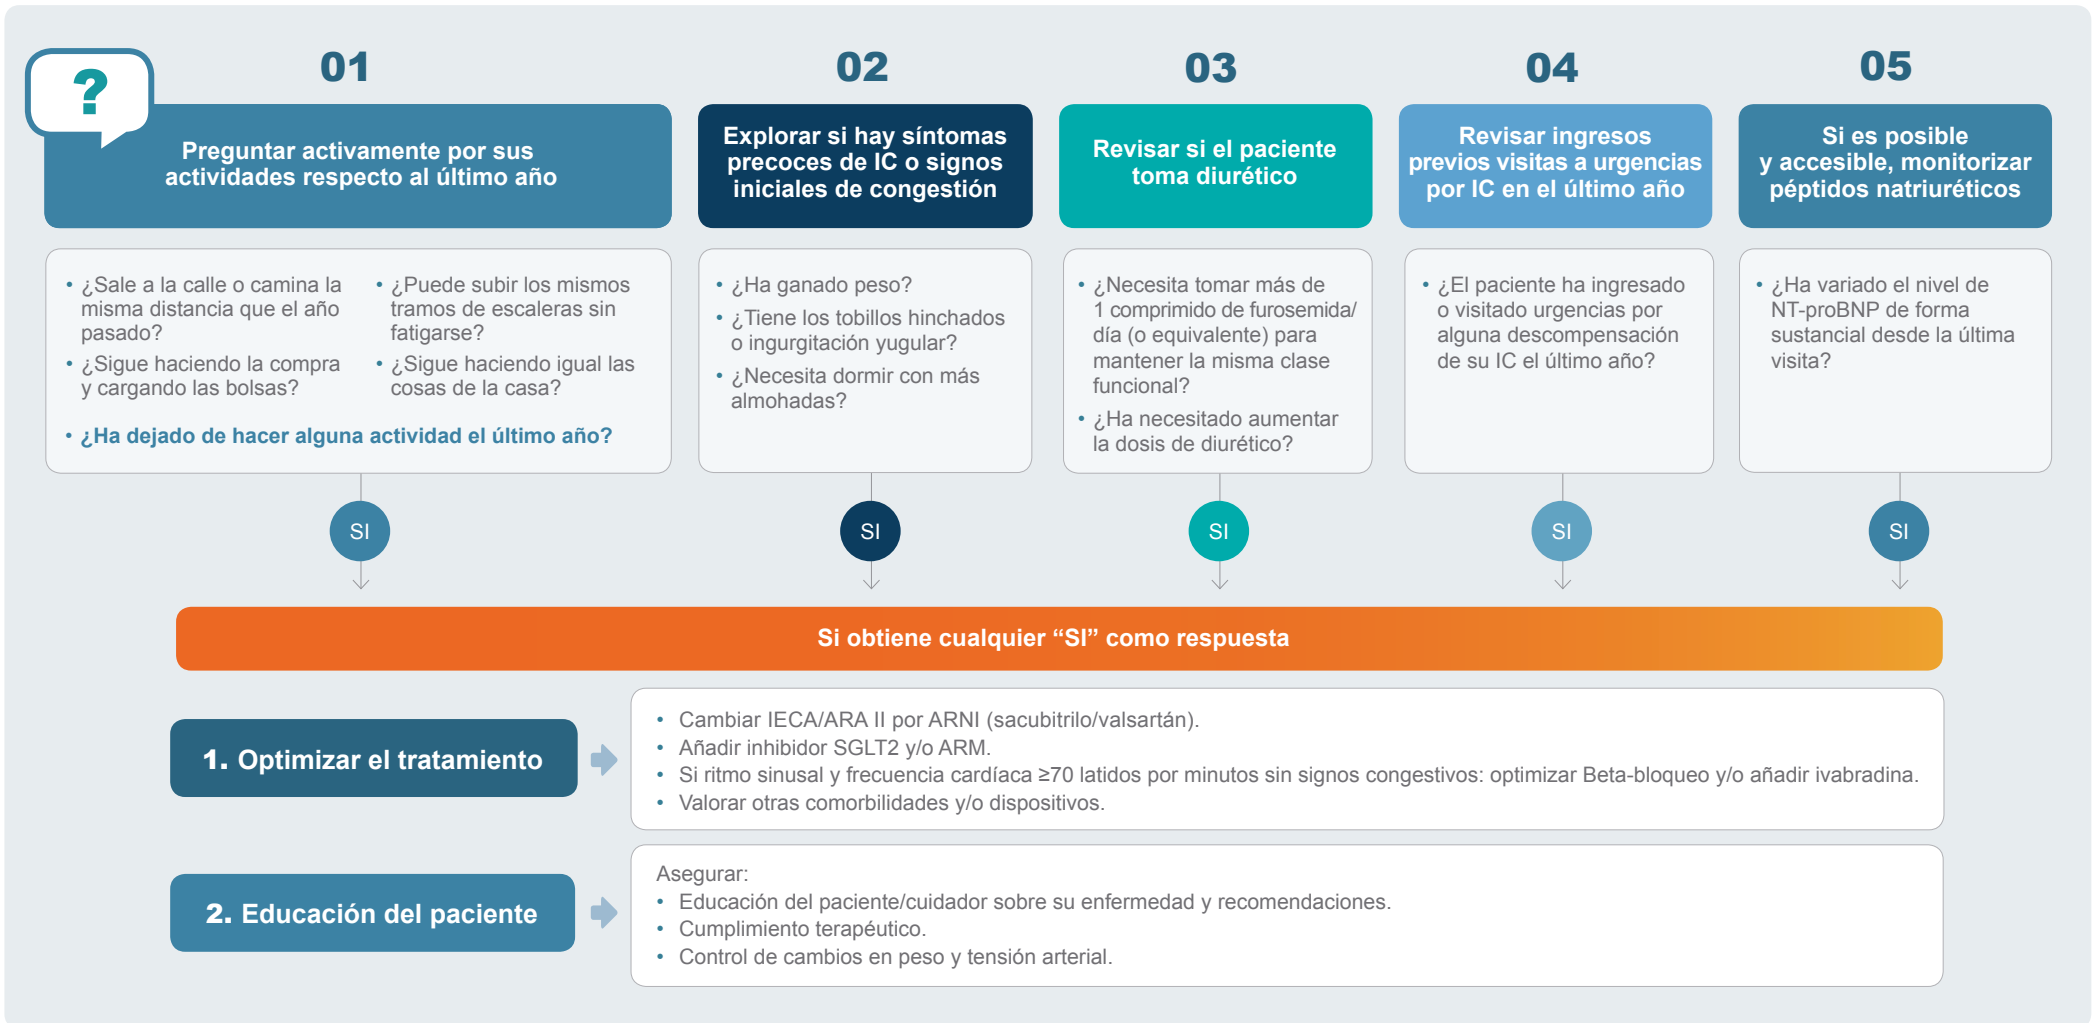 ?
01
Preguntar activamente por sus
actividades respecto al último año
• ¿Sale a la calle o camina la
misma distancia que el año
pasado?
• ¿Sigue haciendo la compra
y cargando las bolsas?
• ¿Puede subir los mismos
tramos de escaleras sin
fatigarse?
• ¿Sigue haciendo igual las
cosas de la casa?
• ¿Ha dejado de hacer alguna actividad el último año?
SI
02
Explorar si hay síntomas
precoces de IC o signos
iniciales de congestión
• ¿Ha ganado peso?
• ¿Tiene los tobillos hinchados
o ingurgitación yugular?
• ¿Necesita dormir con más
almohadas?
SI
03
Revisar si el paciente
toma diurético
• ¿Necesita tomar más de
1 comprimido de furosemida/
día (o equivalente) para
mantener la misma clase
funcional?
• ¿Ha necesitado aumentar
la dosis de diurético?
SI
04
Revisar ingresos
previos visitas a urgencias
por IC en el último año
• ¿El paciente ha ingresado
o visitado urgencias por
alguna descompensación
de su IC el último año?
SI
05
Si es posible
y accesible, monitorizar
péptidos natriuréticos
• ¿Ha variado el nivel de
NT-proBNP de forma
sustancial desde la última
visita?
SI
Si obtiene cualquier “SI” como respuesta
1. Optimizar el tratamiento
• Cambiar IECA/ARA II por ARNI (sacubitrilo/valsartán).
• Añadir inhibidor SGLT2 y/o ARM.
• Si ritmo sinusal y frecuencia cardíaca ≥70 latidos por minutos sin signos congestivos: optimizar Beta-bloqueo y/o añadir ivabradina.
• Valorar otras comorbilidades y/o dispositivos.
2. Educación del paciente
Asegurar:
• Educación del paciente/cuidador sobre su enfermedad y recomendaciones.
• Cumplimiento terapéutico.
• Control de cambios en peso y tensión arterial.